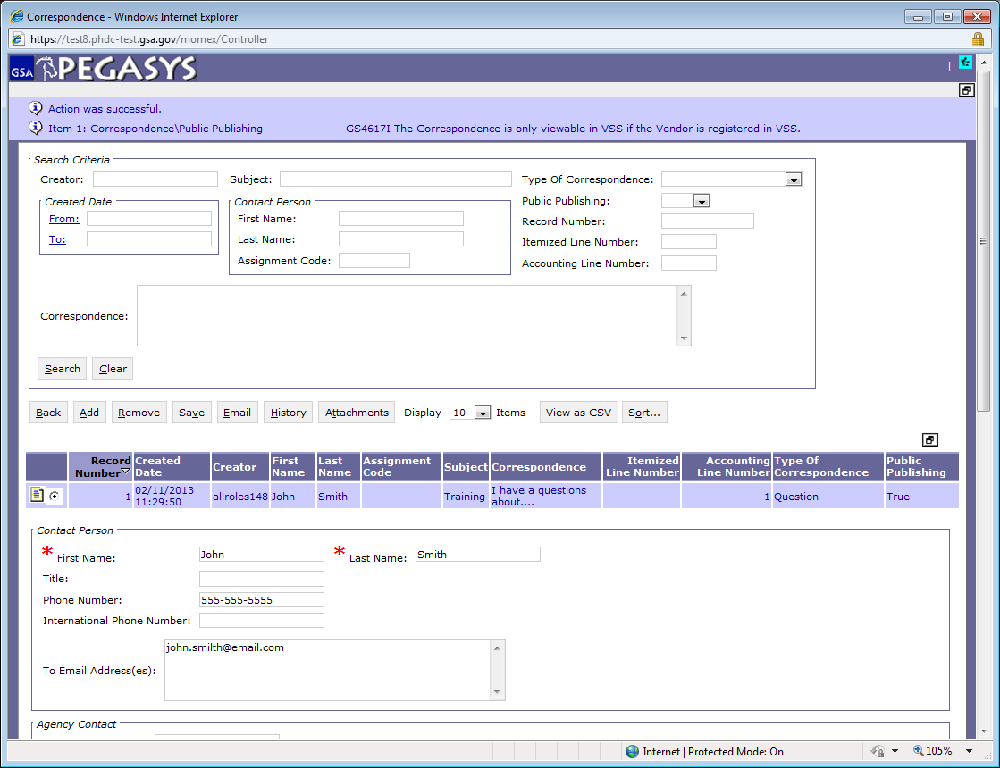 Correspondence - Windows Internet Explorer
https://test8.phdc-test.gsa.gov/momex/Controller
GSA PEGASYS |
Action was successful.
Item 1: Correspondence\Public Publishing GS4617I The Correspondence is only viewable in VSS if the Vendor is registered in VSS.
Search Criteria
Creator: Subject: Type Of Correspondence:
Created Date Contact Person Public Publishing:
From: First Name: Record Number:
To: Last Name: Itemized Line Number:
Assignment Code: Accounting Line Number:
Correspondence:
Search Clear
Back Add Remove Save Email History Attachments Display 10 Items View as CSV Sort...
Record Number Created Date Creator First Name Last Name Assignment Code Subject Correspondence Itemized Line Number Accounting Line Number Type Of Correspondence Public Publishing
1 02/11/2013 11:29:50 allroles148 John Smith Training I have a questions about.... 1 Question True
Contact Person
* First Name: John * Last Name: Smith
Title:
Phone Number: 555-555-5555
International Phone Number:
To Email Address(es): john.smilth@email.com
Agency Contact
Internet | Protected Mode: On 105%